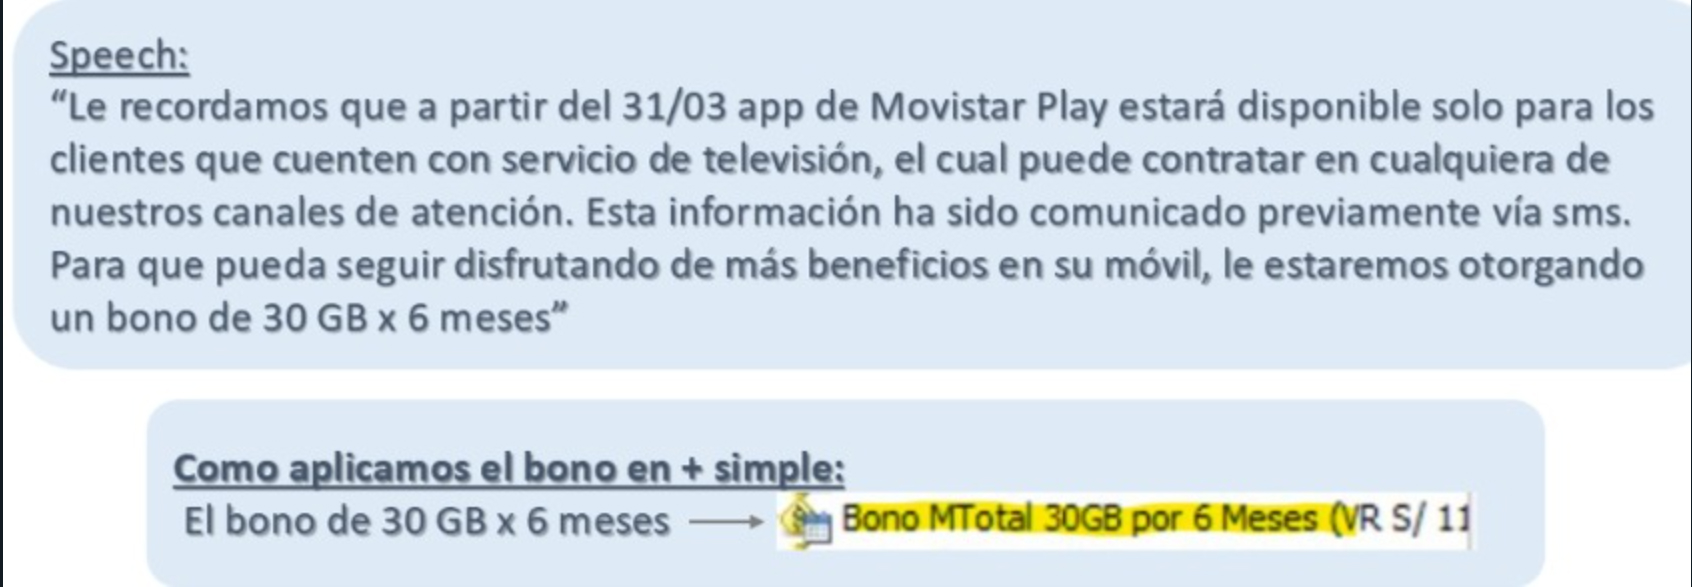 Speech:
“Le recordamos que a partir del 31/03 app de Movistar Play estará disponible solo para los
clientes que cuenten con servicio de televisión, el cual puede contratar en cualquiera de
nuestros canales de atención. Esta información ha sido comunicado previamente vía sms.
Para que pueda seguir disfrutando de más beneficios en su móvil, le estaremos otorgando
un bono de 30 GB x 6 meses”
Como aplicamos el bono en + simple:
El bono de 30 GB x 6 meses Bono MTotal 30GB por 6 Meses (VR S/ 11